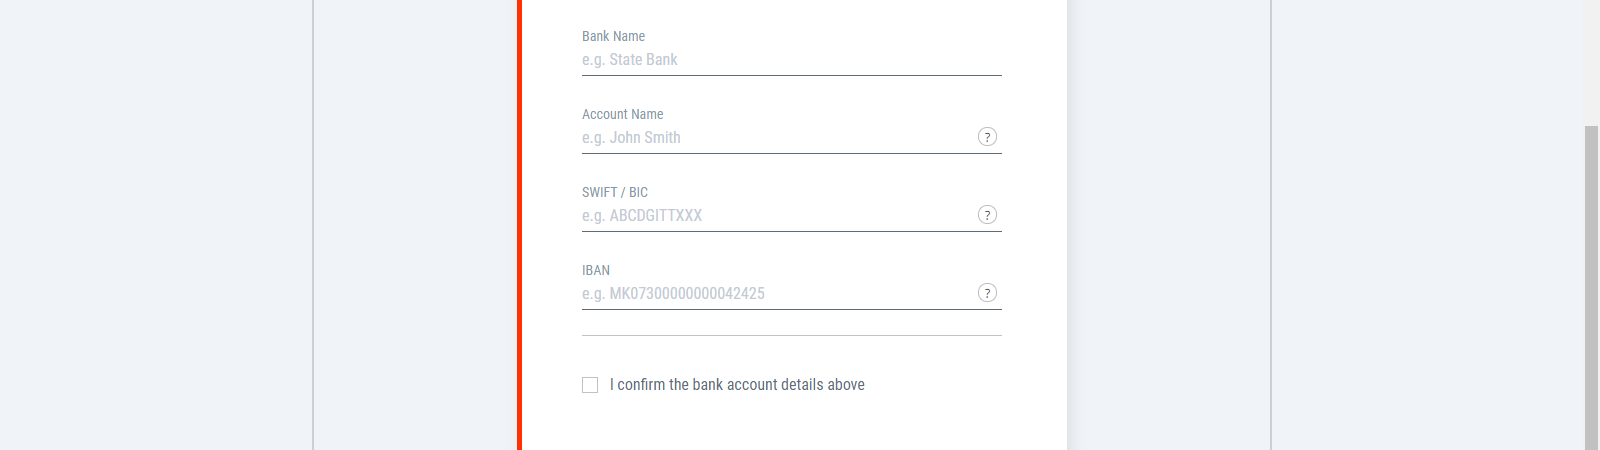 Bank Name
e.g. State Bank
Account Name
e.g. John Smith
?
SWIFT / BIC
e.g. ABCDGITTXXX
?
IBAN
e.g. MK07300000000042425
?
I confirm the bank account details above